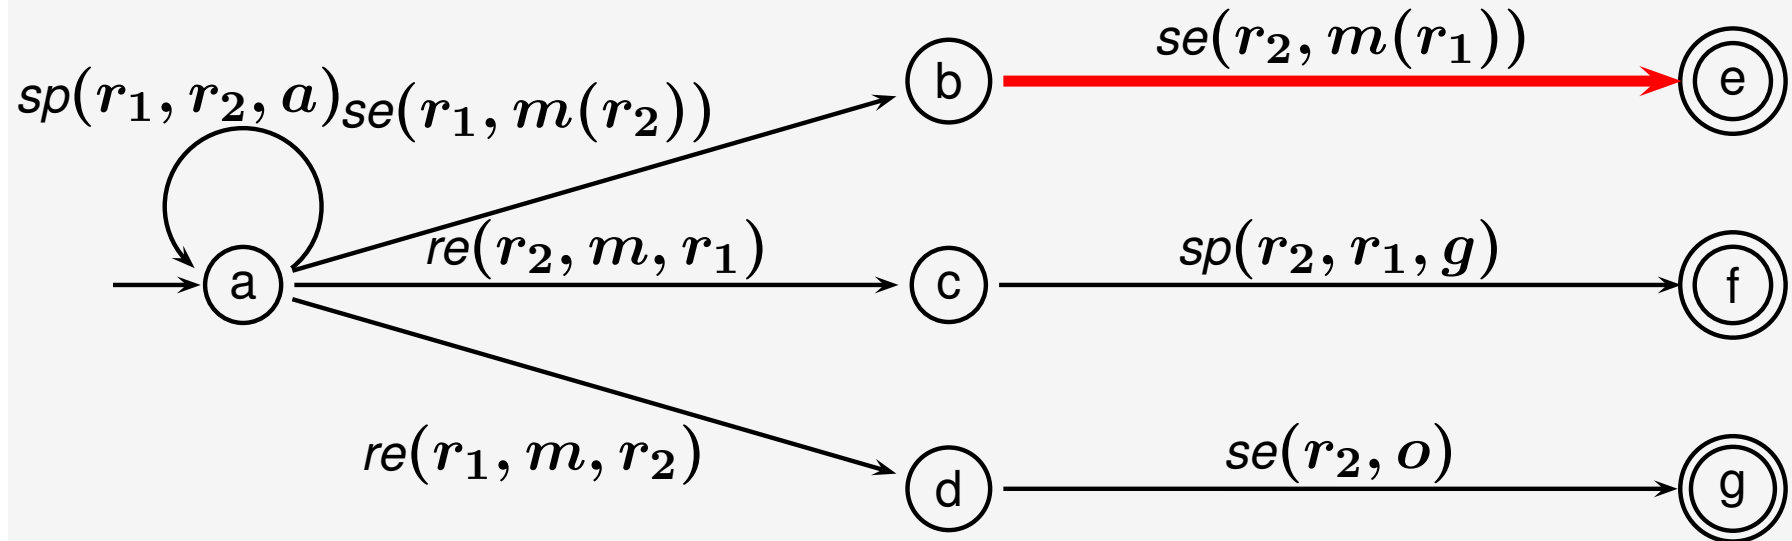 se(r₂, m(r₁))
sp(r₁, r₂, a) se(r₁, m(r₂)) b e
re(r₂, m, r₁) sp(r₂, r₁, g)
a c f
re(r₁, m, r₂) se(r₂, o)
d g